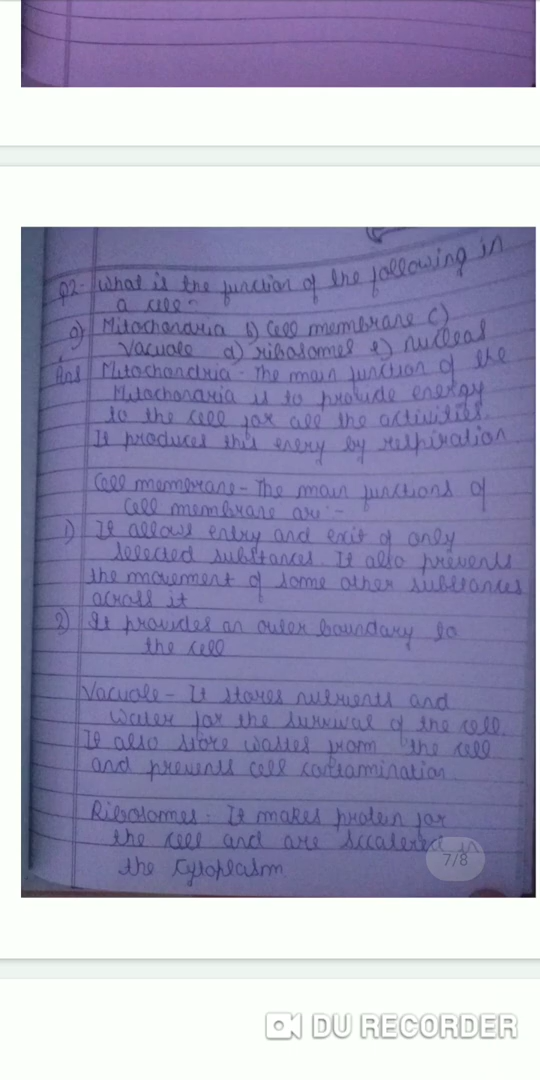 Q2- What is the function of the following in
a cell-
a) Mitochondria b) Cell membrane c)
Vacuole d) ribosomes e) nucleas
Ans Mitochondria - The main function of the
Mitochondria is to provide energy
to the cell for all the activities.
It produces this enery by respiration
Cell membrane - The main functions of
Cell membrane are :-
1) It allows entry and exit of only
selected substances. It also prevents
the movement of some other substances
across it
2) It provides an outer boundary to
the cell
Vacuole - It stores nutrients and
water for the survival of the cell.
It also store wastes from the cell
and prevents cell contamination
Ribosomes - It makes protein for
the cell and are sccatered in
the Cytoplasm
7/8
DU RECORDER